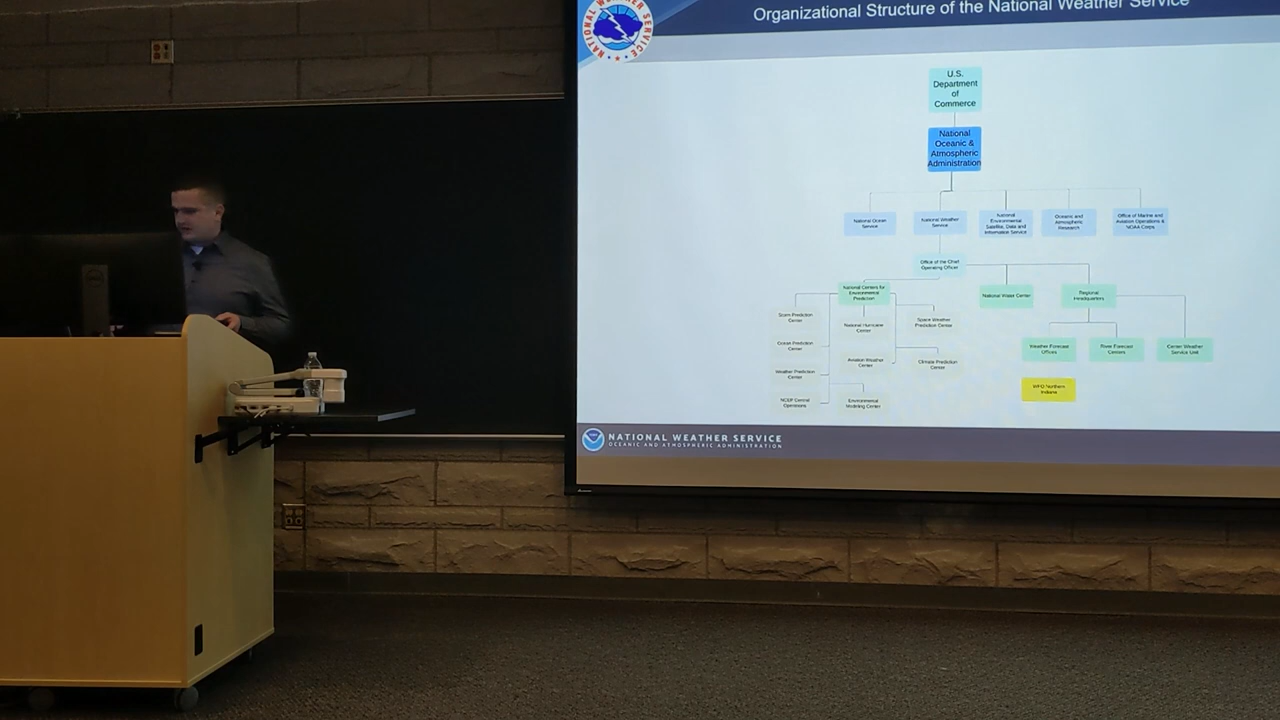 Organizational Structure of the National Weather Service
NATIONAL WEATHER SERVICE
U.S.
Department
of
Commerce
National
Oceanic &
Atmospheric
Administration
National Ocean
Service
National Weather
Service
National
Environmental
Satellite, Data and
Information Service
Oceanic and
Atmospheric
Research
Office of Marine and
Aviation Operations &
NOAA Corps
Office of the Chief
Operating Officer
National Centers for
Environmental
Prediction
National Water Center
Regional
Headquarters
Storm Prediction
Center
National Hurricane
Center
Space Weather
Prediction Center
Ocean Prediction
Center
Aviation Weather
Center
Climate Prediction
Center
Weather Prediction
Center
NCEP Central
Operations
Environmental
Modeling Center
Weather Forecast
Offices
River Forecast
Centers
Center Weather
Service Unit
WFO Northern
Indiana
NATIONAL WEATHER SERVICE
OCEANIC AND ATMOSPHERIC ADMINISTRATION